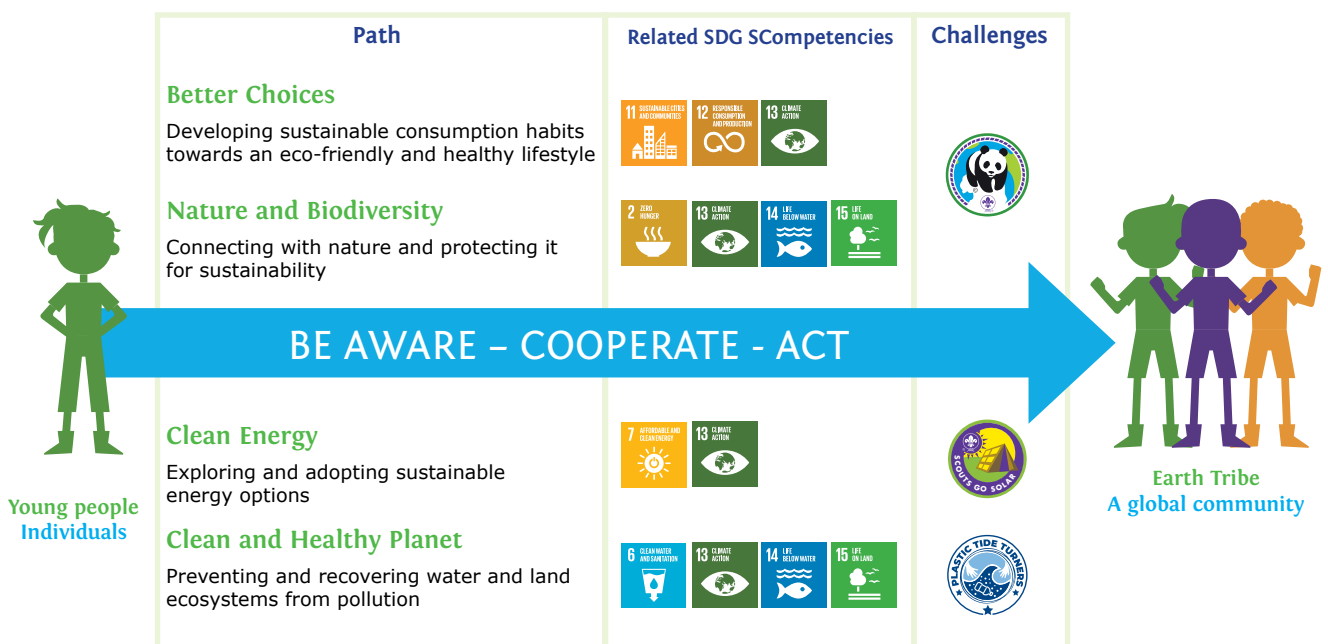 Path
Related SDG SCompetencies
Challenges
Better Choices
Developing sustainable consumption habits
towards an eco-friendly and healthy lifestyle
11 SUSTAINABLE CITIES
AND COMMUNITIES
12 RESPONSIBLE
CONSUMPTION
AND PRODUCTION
13 CLIMATE
ACTION
Nature and Biodiversity
Connecting with nature and protecting it
for sustainability
2 ZERO
HUNGER
13 CLIMATE
ACTION
14 LIFE
BELOW WATER
15 LIFE
ON LAND
BE AWARE – COOPERATE - ACT
Clean Energy
Exploring and adopting sustainable
energy options
7 AFFORDABLE AND
CLEAN ENERGY
13 CLIMATE
ACTION
SCOUTS GO SOLAR
Clean and Healthy Planet
Preventing and recovering water and land
ecosystems from pollution
6 CLEAN WATER
AND SANITATION
13 CLIMATE
ACTION
14 LIFE
BELOW WATER
15 LIFE
ON LAND
PLASTIC TIDE TURNERS
Young people
Individuals
Earth Tribe
A global community